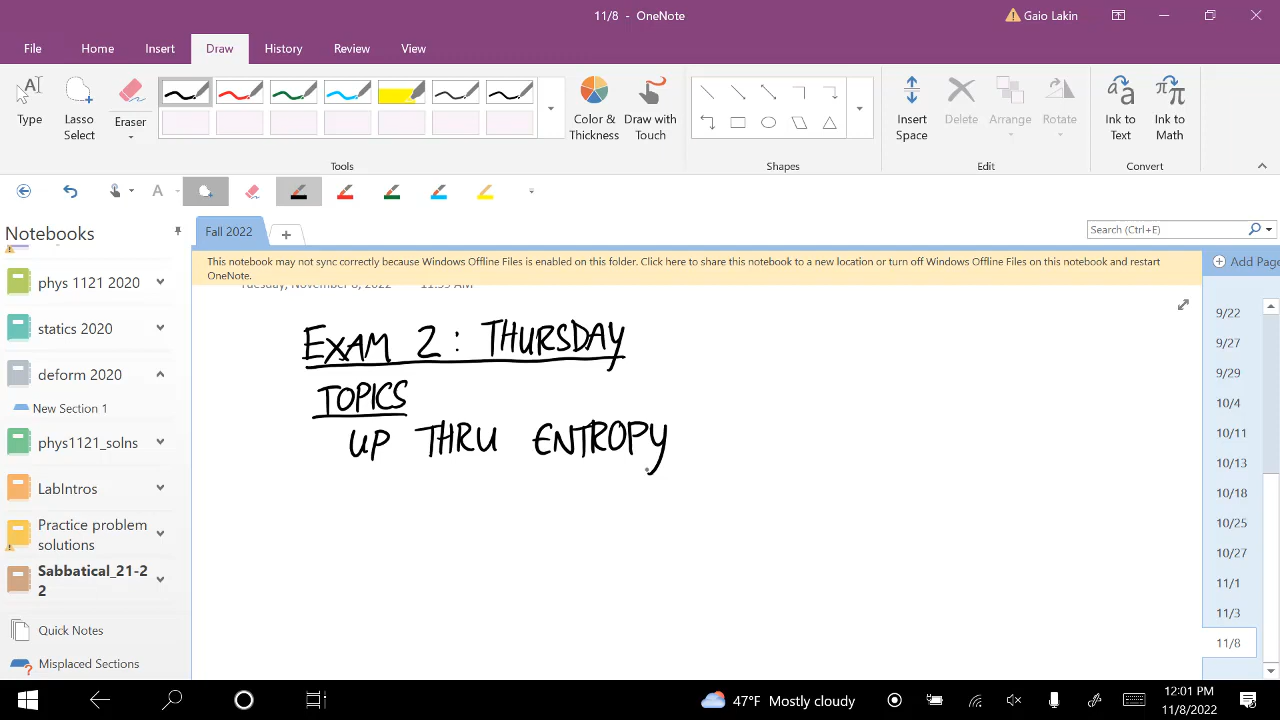 11/8 - OneNote
Gaio Lakin
File
Home
Insert
Draw
History
Review
View
Type
Lasso Select
Eraser
Color & Thickness
Draw with Touch
Insert Space
Delete
Arrange
Rotate
Ink to Text
Ink to Math
Tools
Shapes
Edit
Convert
A
Notebooks
Fall 2022
+
Search (Ctrl+E)
This notebook may not sync correctly because Windows Offline Files is enabled on this folder. Click here to share this notebook to a new location or turn off Windows Offline Files on this notebook and restart
OneNote.
Add Page
Tuesday, November 8, 2022
phys 1121 2020
statics 2020
deform 2020
New Section 1
phys1121_solns
LabIntros
Practice problem
solutions
Sabbatical_21-2
2
Quick Notes
Misplaced Sections
EXAM 2: THURSDAY
TOPICS
UP THRU ENTROPY
9/22
9/27
9/29
10/4
10/11
10/13
10/18
10/25
10/27
11/1
11/3
11/8
47°F Mostly cloudy
12:01 PM
11/8/2022